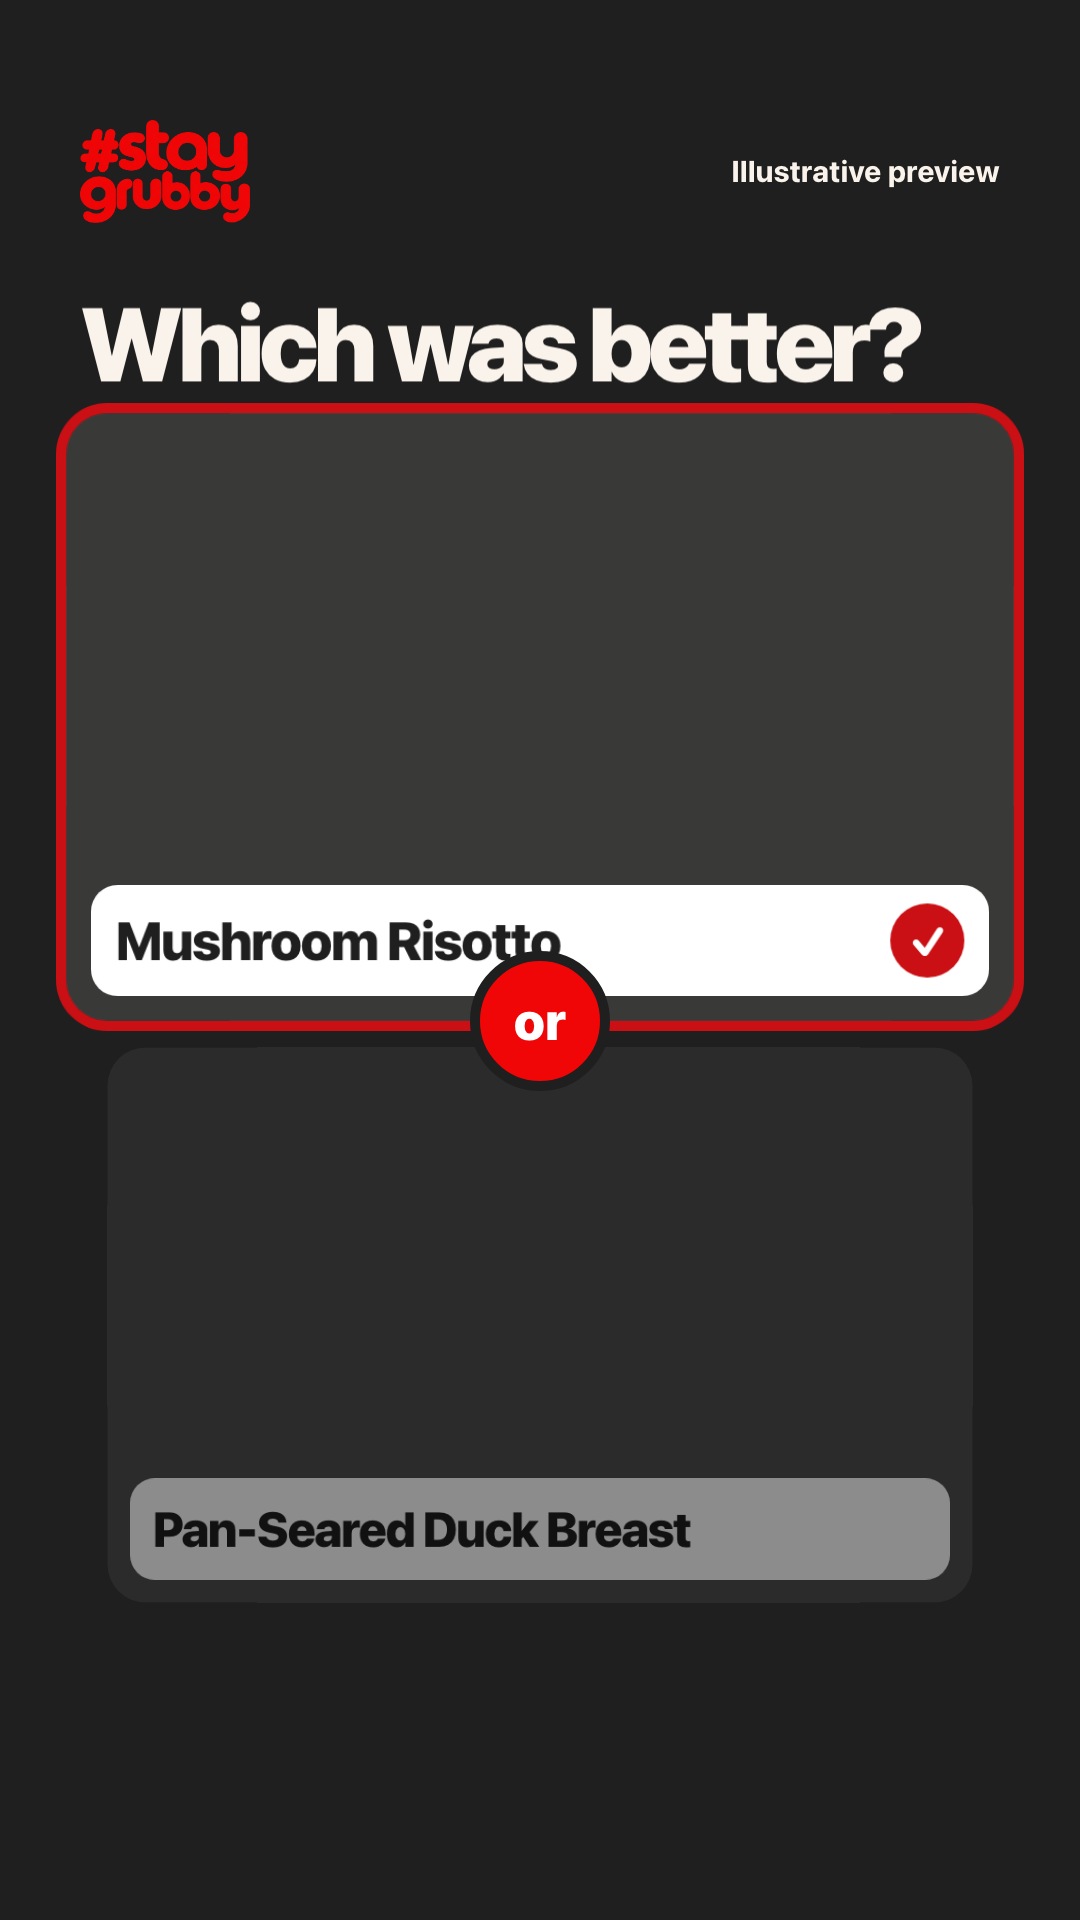 #stay
grubby
Illustrative preview
Which was better?
Mushroom Risotto
or
Pan-Seared Duck Breast